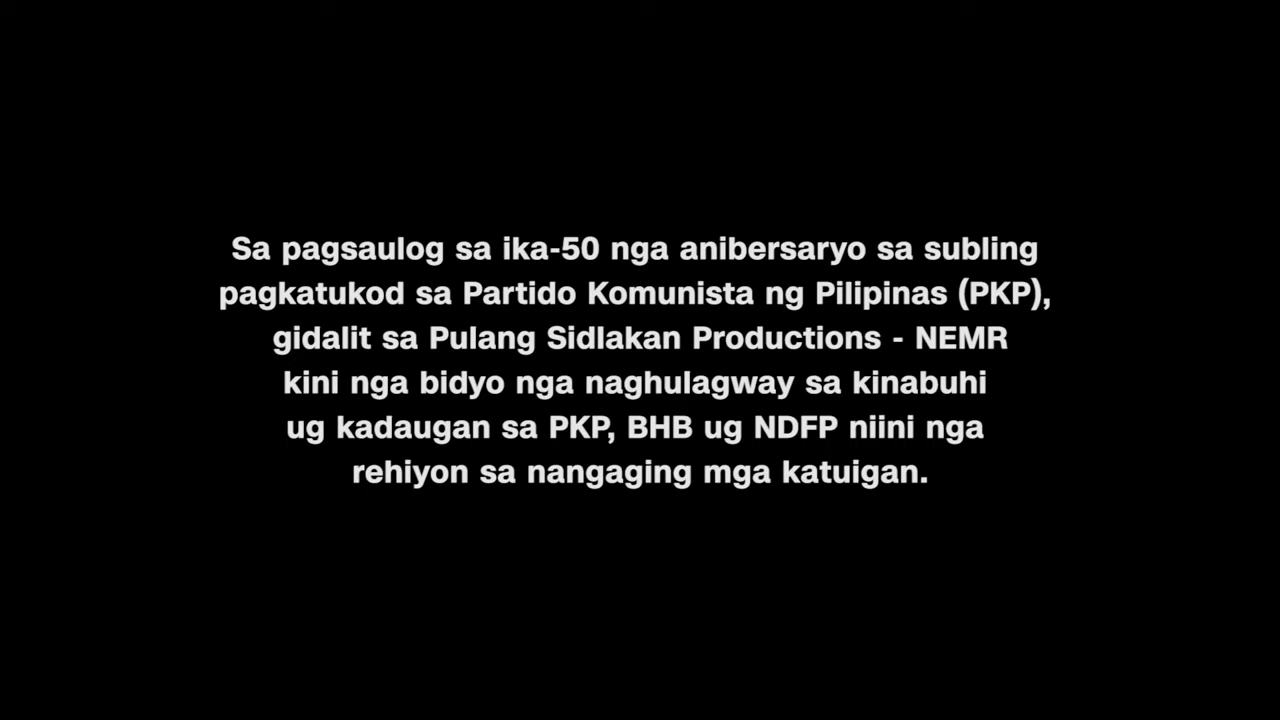 Sa pagsaulog sa ika-50 nga anibersaryo sa subling
pagkatukod sa Partido Komunista ng Pilipinas (PKP),
gidalit sa Pulang Sidlakan Productions - NEMR
kini nga bidyo nga naghulagway sa kinabuhi
ug kadaugan sa PKP, BHB ug NDFP niini nga
rehiyon sa nangaging mga katuigan.